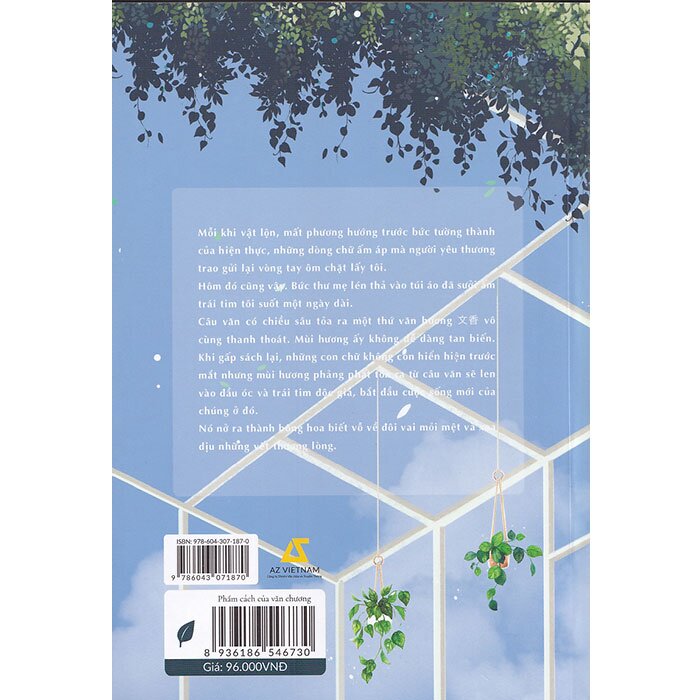 Mỗi khi vật lộn, mất phương hướng trước bức tường thành
của hiện thực, những dòng chữ ấm áp mà người yêu thương
trao gửi lại vòng tay ôm chặt lấy tôi.
Hôm đó cũng vậy. Bức thư mẹ lén thả vào túi áo đã sưởi ấm
trái tim tôi suốt một ngày dài.
Câu văn có chiều sâu tỏa ra một thứ văn hương 文香 vô
cùng thanh thoát. Mùi hương ấy không dễ dàng tan biến.
Khi gấp sách lại, những con chữ không còn hiển hiện trước
mắt nhưng mùi hương phảng phất tỏa ra từ câu văn sẽ len
vào đầu óc và trái tim độc giả, bắt đầu cuộc sống mới của
chúng ở đó.
Nó nở ra thành bông hoa biết vỗ về đôi vai mỏi mệt và xoa
dịu những vết thương lòng.
ISBN: 978-604-307-187-0
9 786043 071870
AZ VIETNAM
Phẩm cách của văn chương
8 936186 546730
Giá: 96.000VNĐ